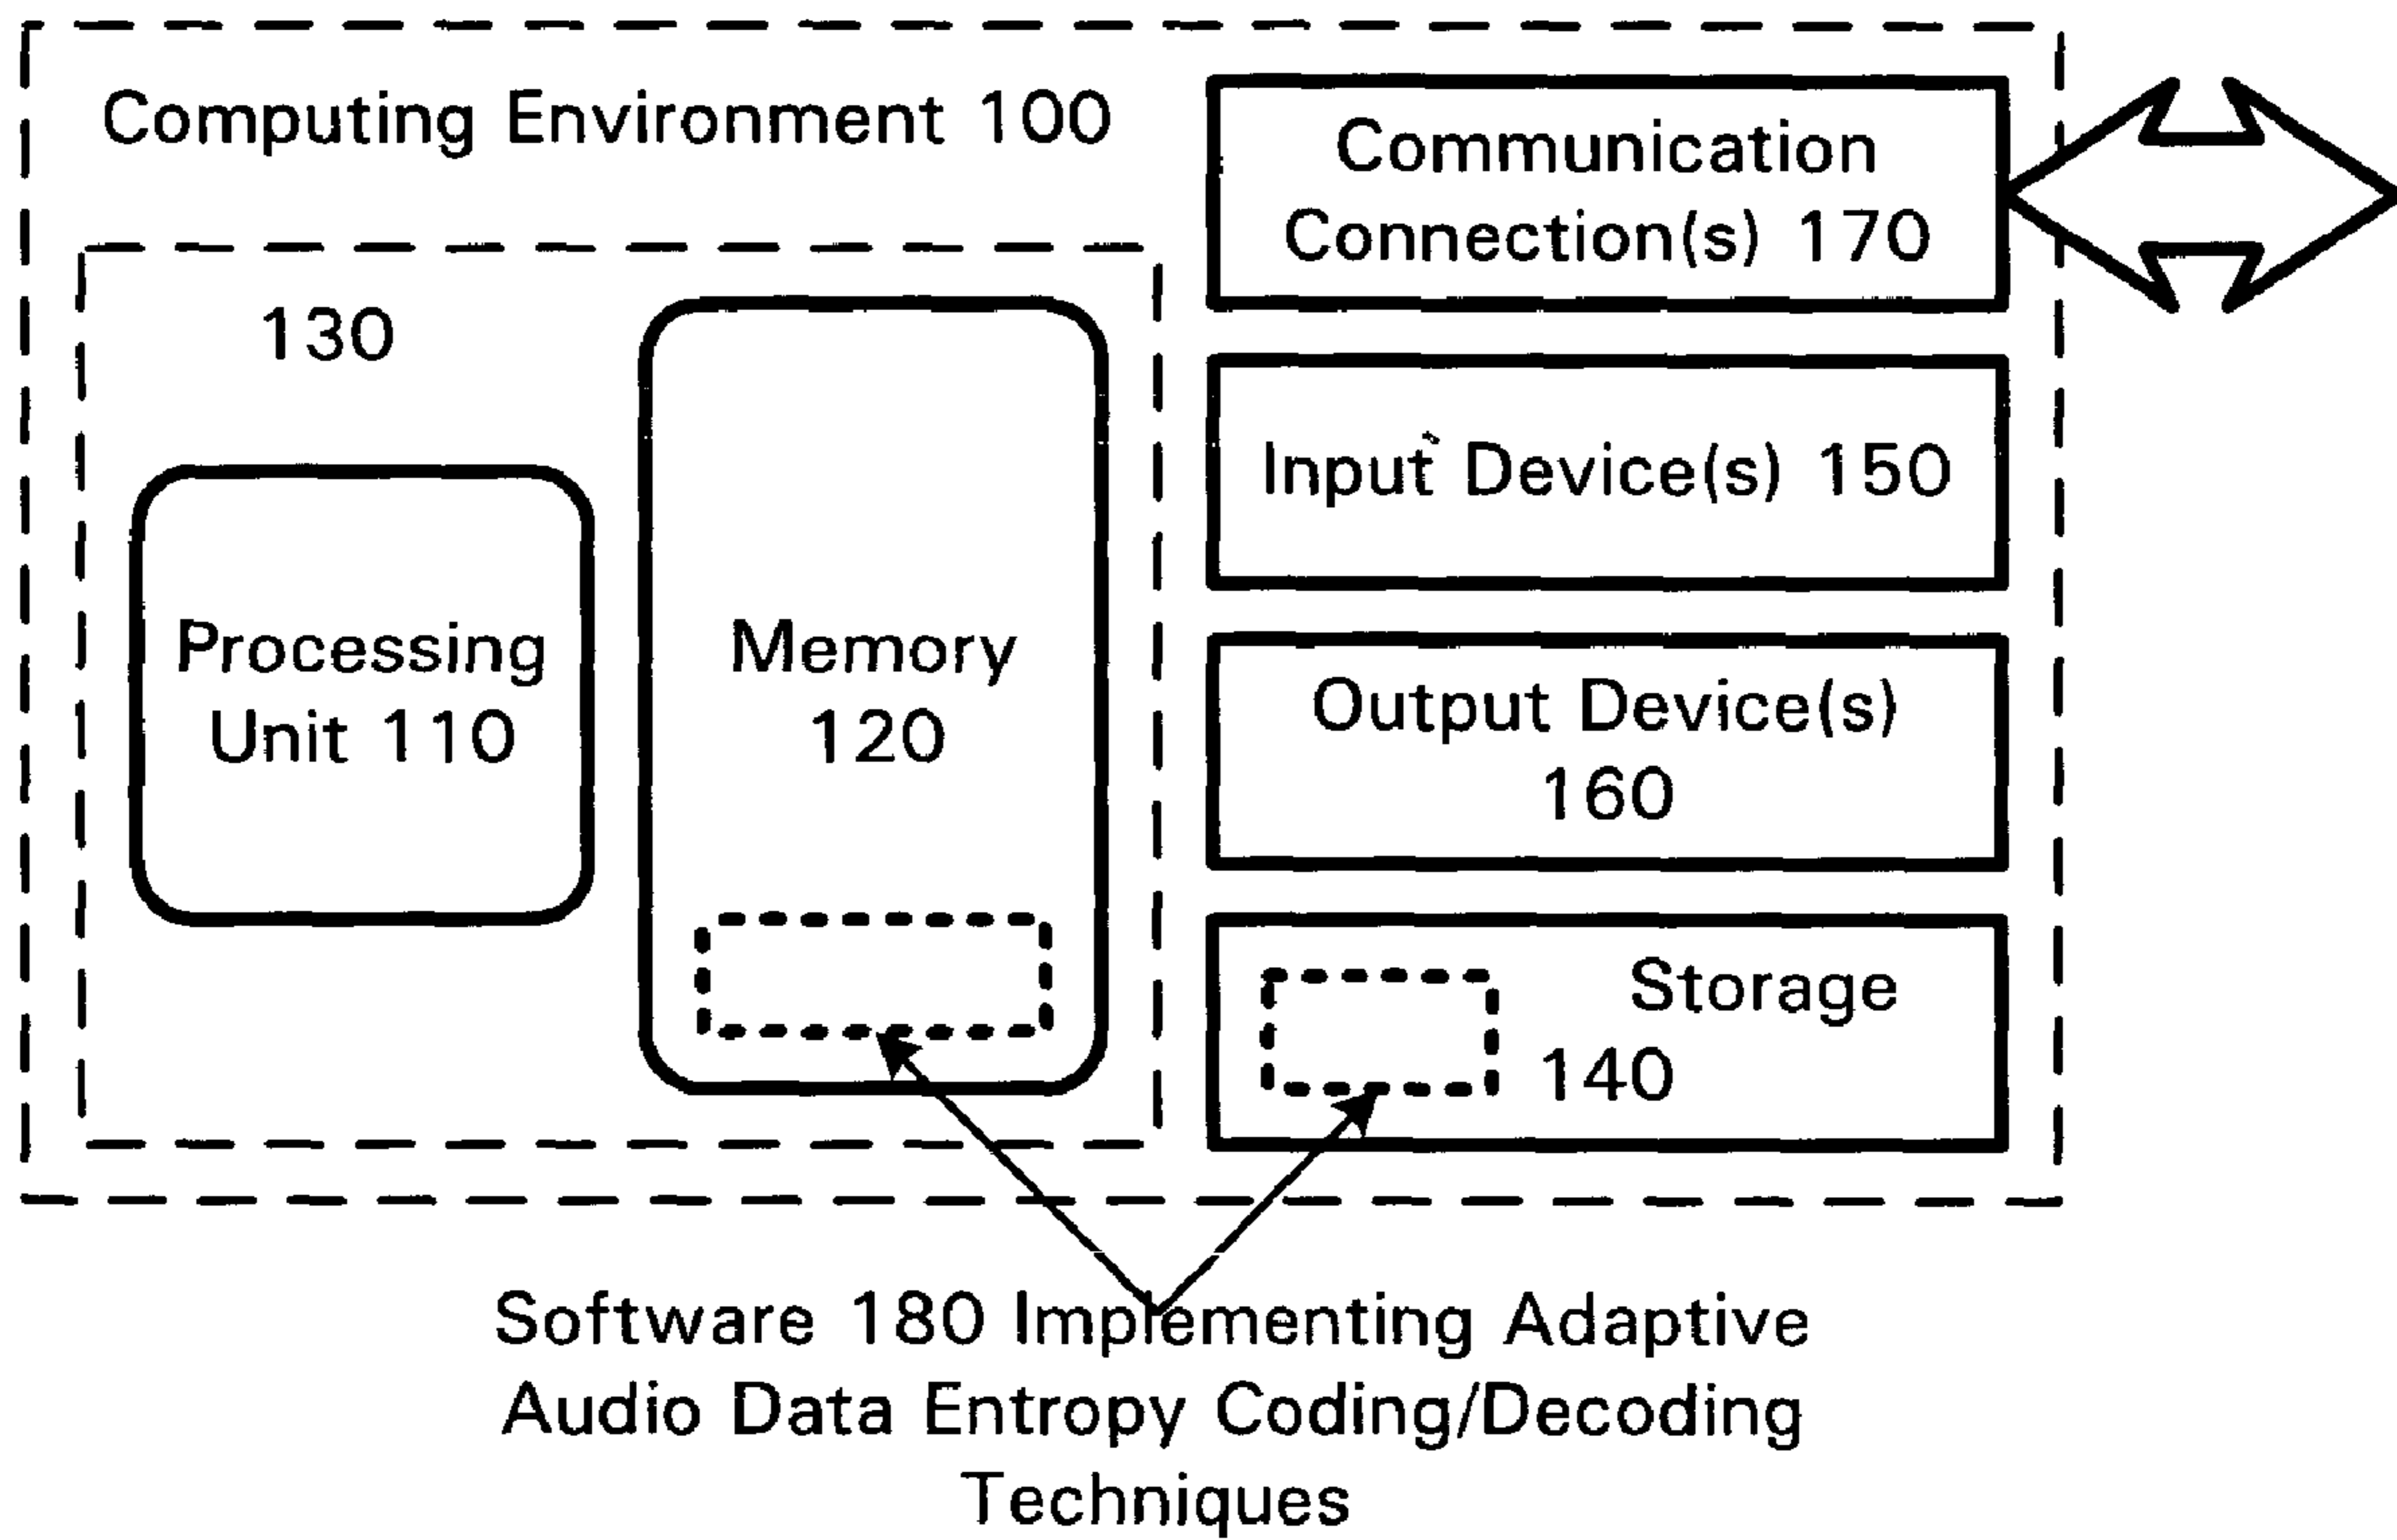 Computing Environment 100
130
Processing
Unit 110
Memory
120
Communication
Connection(s) 170
Input Device(s) 150
Output Device(s)
160
Storage
140
Software 180 Implementing Adaptive
Audio Data Entropy Coding/Decoding
Techniques